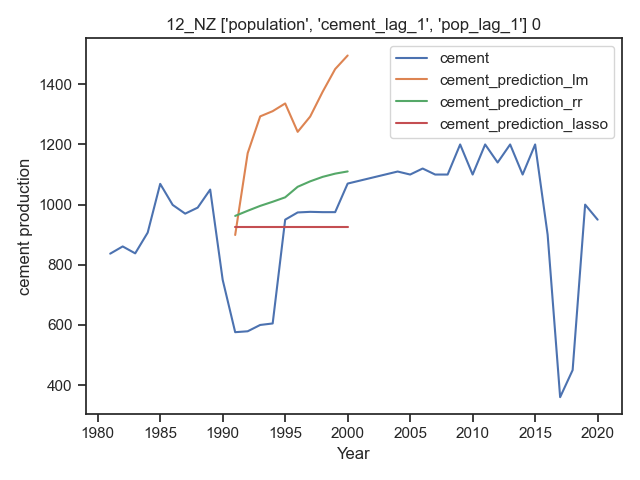 12_NZ ['population', 'cement_lag_1', 'pop_lag_1'] 0
cement
cement_prediction_lm
cement_prediction_rr
cement_prediction_lasso
cement production
1400
1200
1000
800
600
400
1980 1985 1990 1995 2000 2005 2010 2015 2020
Year